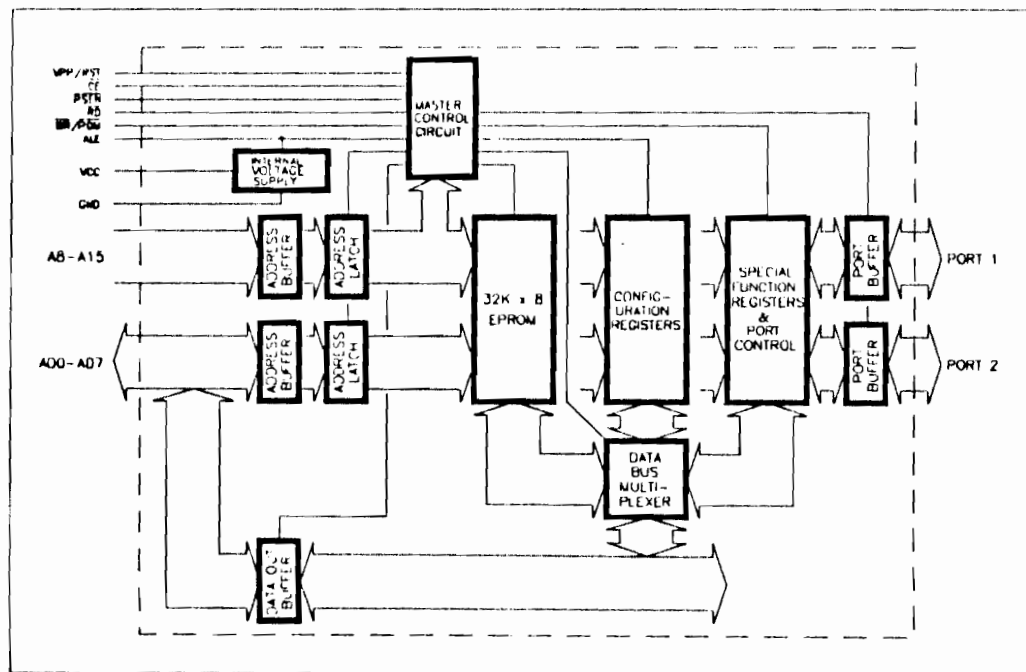 VPP/RST
CE
PSEN
RD
WR/PGM
ALE
VCC
GND
A8-A15
AD0-AD7
MASTER
CONTROL
CIRCUIT
INTERNAL
VOLTAGE
SUPPLY
ADDRESS
BUFFER
ADDRESS
LATCH
ADDRESS
BUFFER
ADDRESS
LATCH
32K x 8
EPROM
CONFIG-
URATION
REGISTERS
SPECIAL
FUNCTION
REGISTERS
&
PORT
CONTROL
PORT
BUFFER
PORT
BUFFER
PORT 1
PORT 2
DATA
BUS
MULTI-
PLEXER
DATA OUT
BUFFER